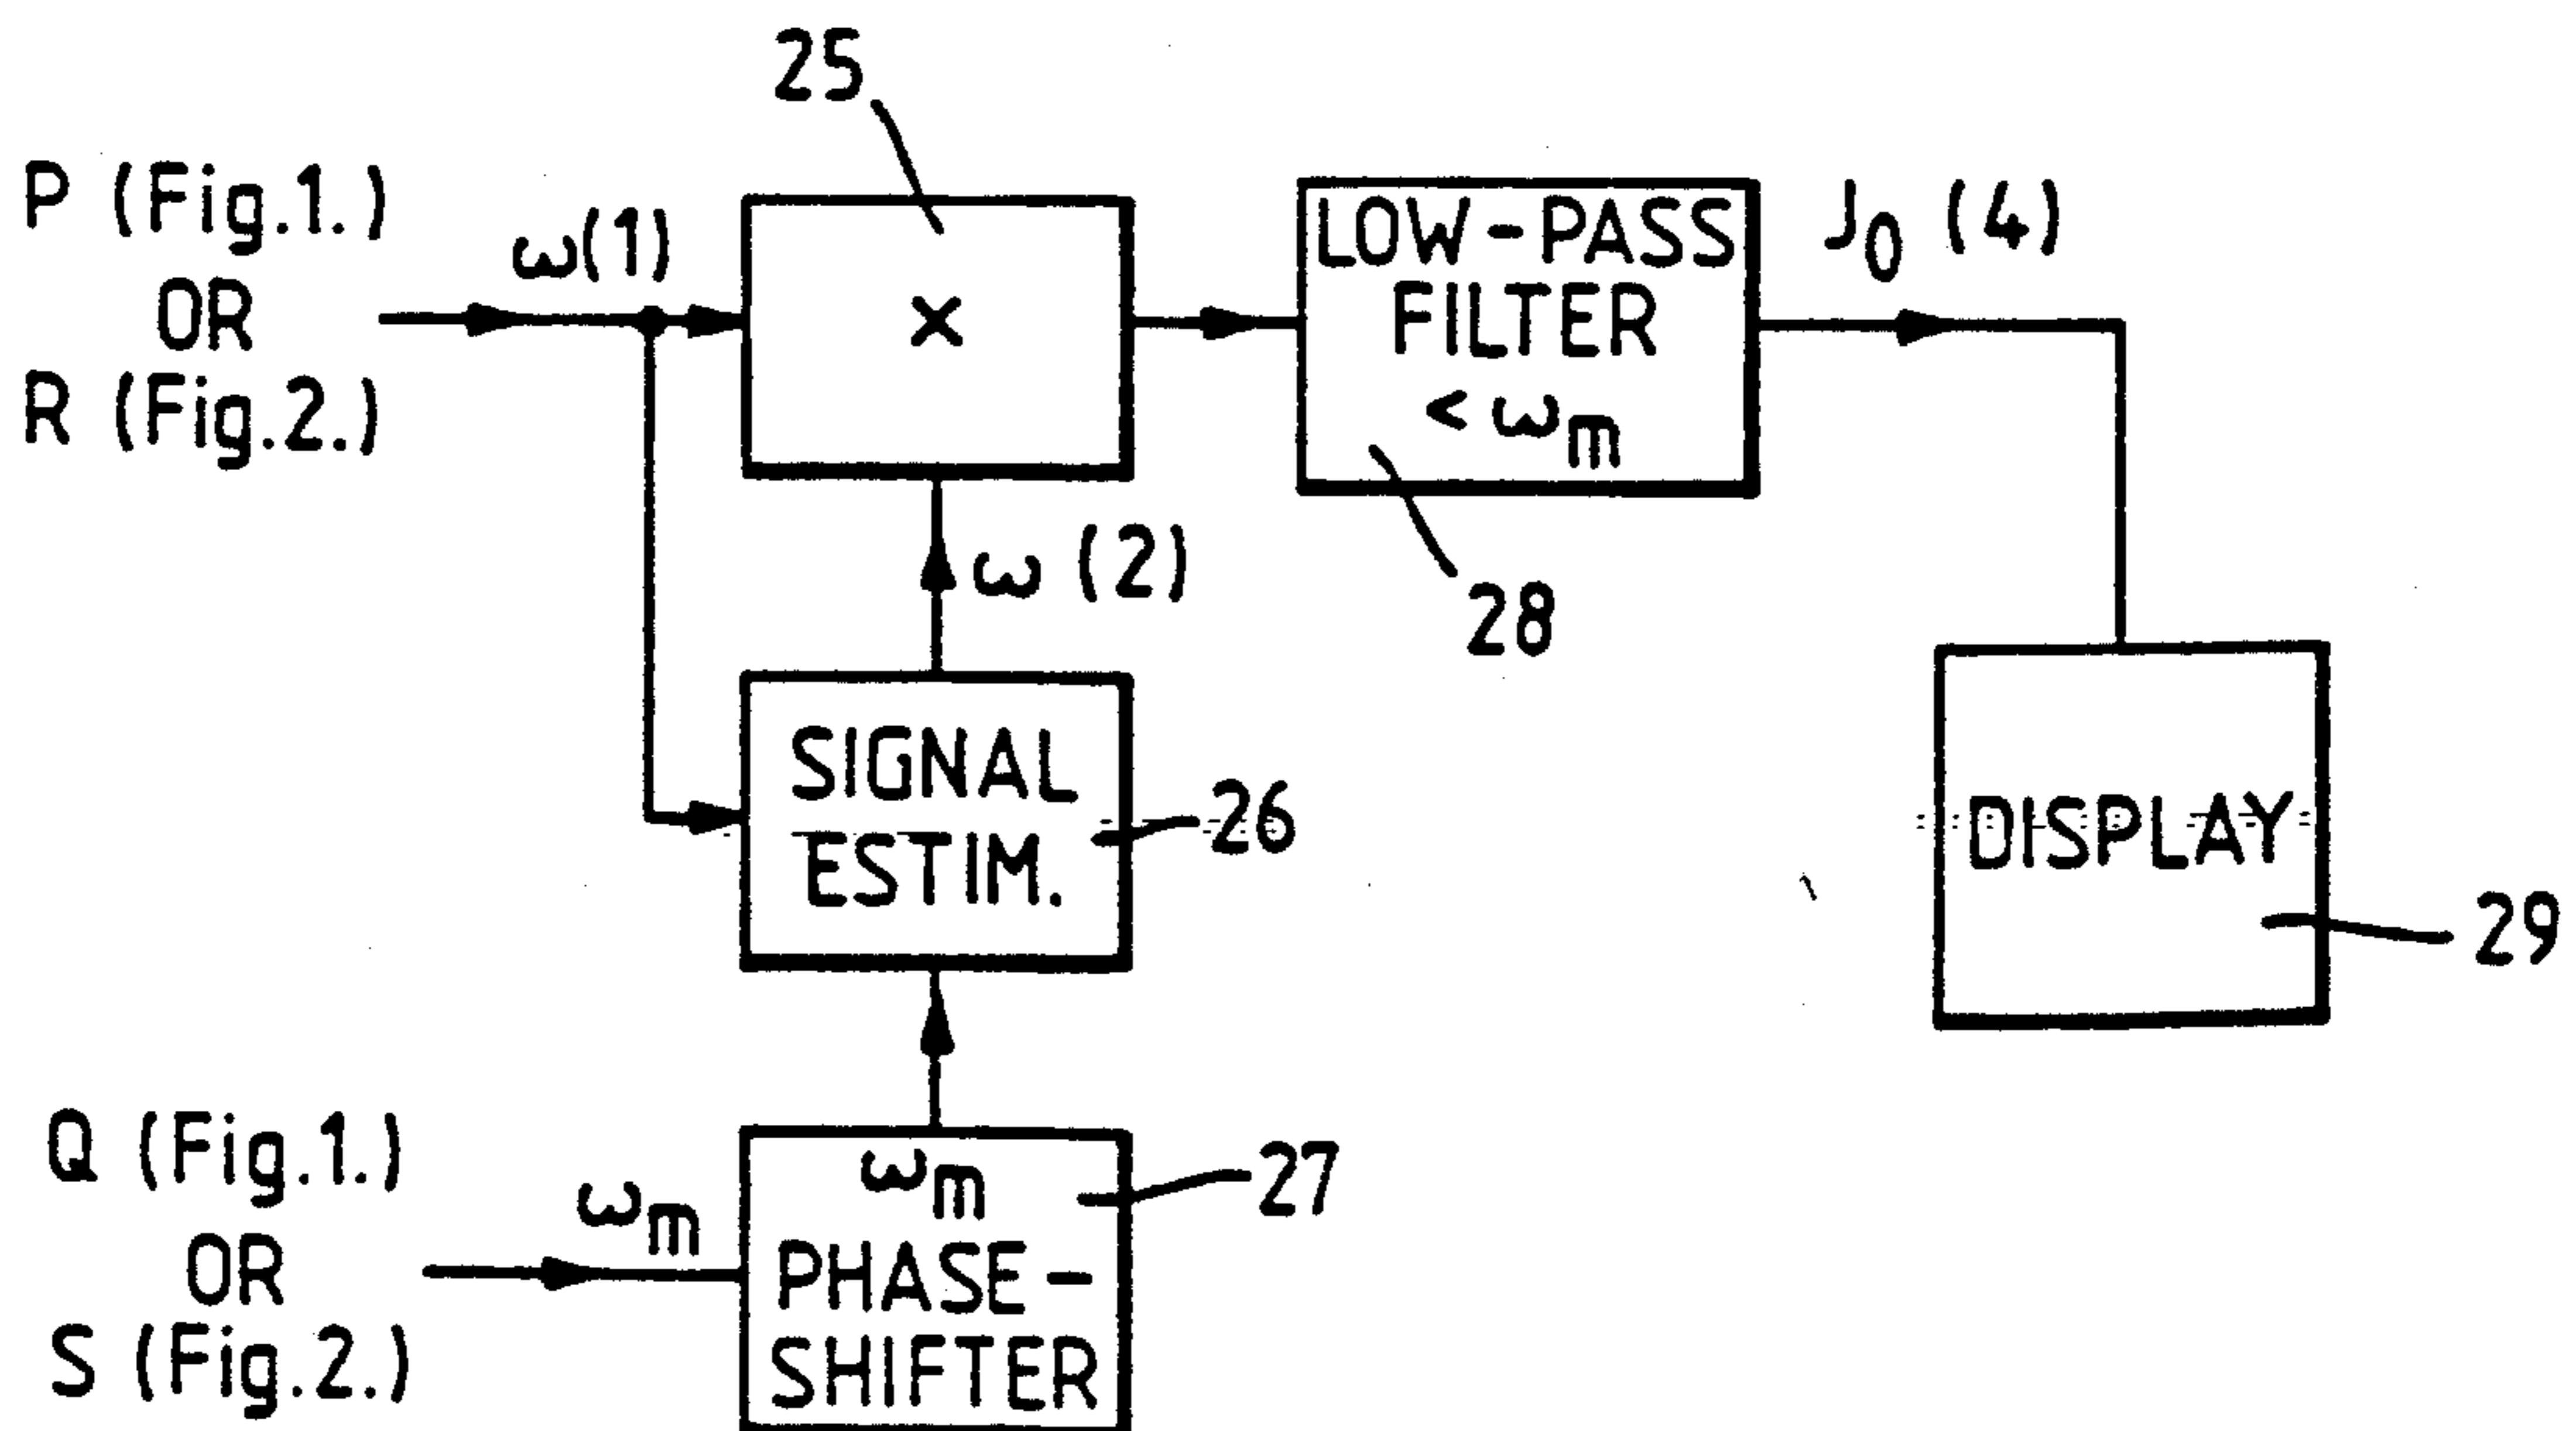 25
P (Fig.1.)
OR
R (Fig.2.)
ω(1)
×
LOW-PASS
FILTER
< ωm
J0 (4)
ω (2)
28
SIGNAL
ESTIM.
26
DISPLAY
29
Q (Fig.1.)
OR
S (Fig.2.)
ωm
ωm
PHASE-
SHIFTER
27